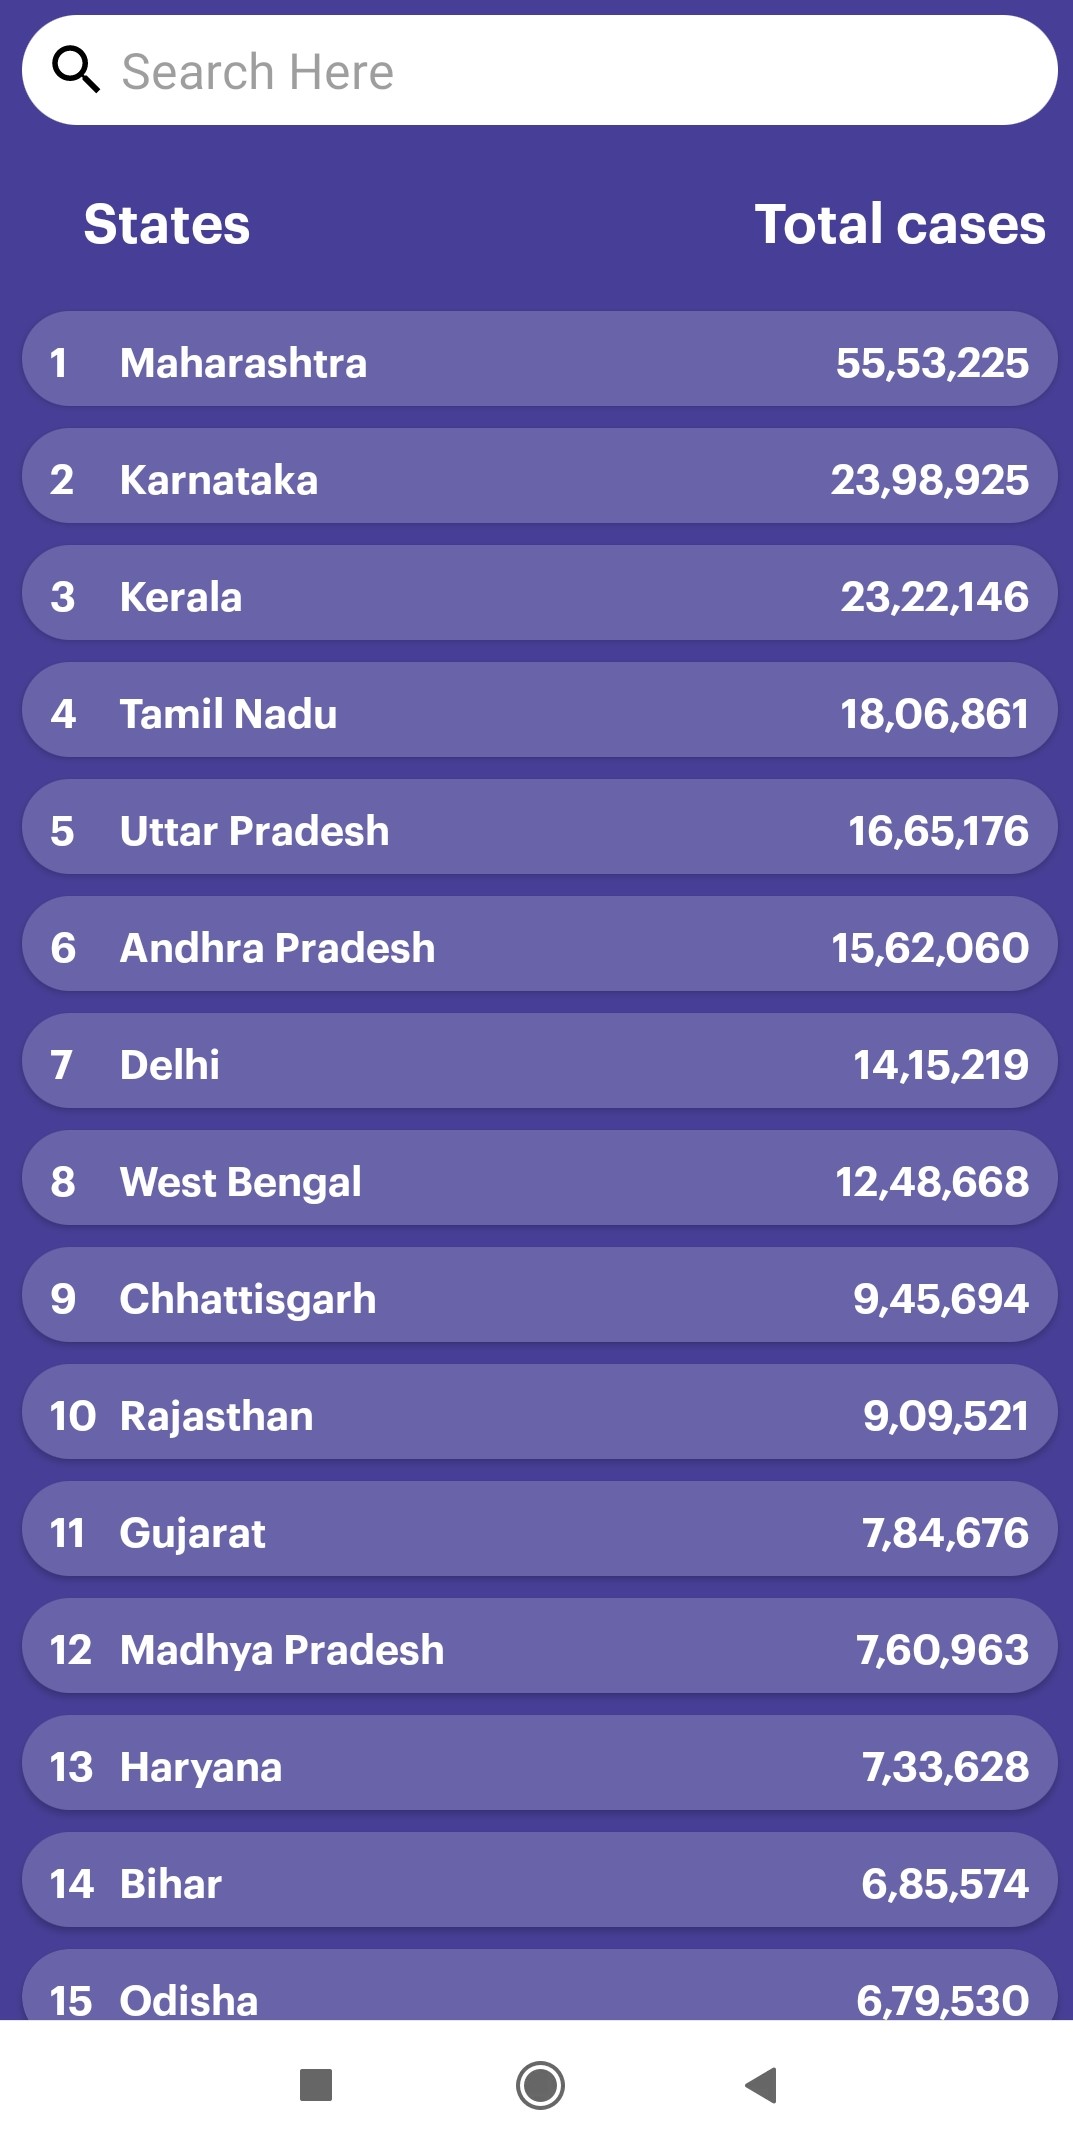 Search Here
States Total cases
1 Maharashtra 55,53,225
2 Karnataka 23,98,925
3 Kerala 23,22,146
4 Tamil Nadu 18,06,861
5 Uttar Pradesh 16,65,176
6 Andhra Pradesh 15,62,060
7 Delhi 14,15,219
8 West Bengal 12,48,668
9 Chhattisgarh 9,45,694
10 Rajasthan 9,09,521
11 Gujarat 7,84,676
12 Madhya Pradesh 7,60,963
13 Haryana 7,33,628
14 Bihar 6,85,574
15 Odisha 6,79,530